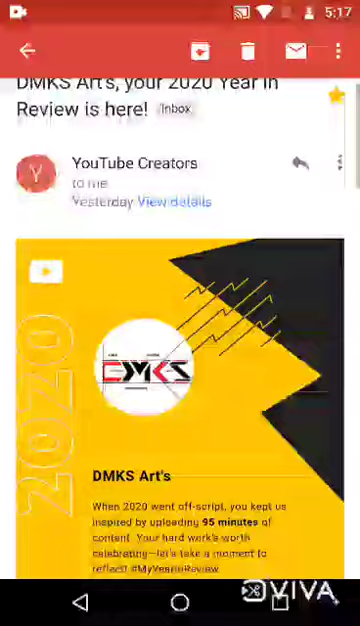 5:17
DMKS Art's, your 2020 Year in
Review is here! Inbox
Y
YouTube Creators
to me
Yesterday View details
2020
DMKS
DMKS Art's
When 2020 went off-script, you kept us
inspired by uploading 95 minutes of
content. Your hard work's worth
celebrating—let's take a moment to
reflect! #MyYearInReview
VIVA